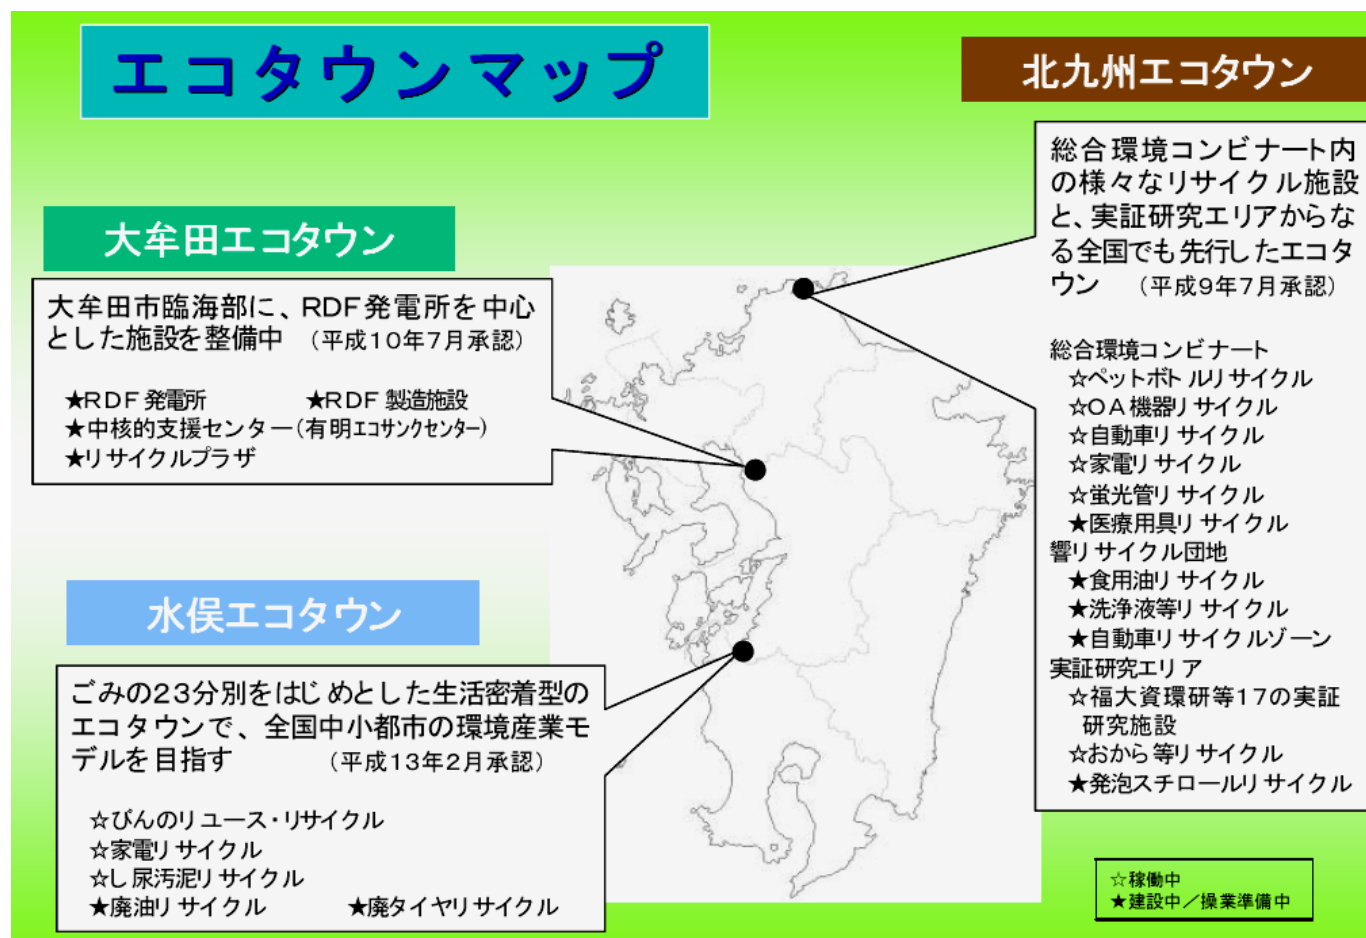 エコタウンマップ
北九州エコタウン
総合環境コンビナート内
の様々なリサイクル施設
と、実証研究エリアからな
る全国でも先行したエコタ
ウン　（平成9年7月承認）
総合環境コンビナート
☆ペットボトルリサイクル
☆OA機器リサイクル
☆自動車リサイクル
☆家電リサイクル
☆蛍光管リサイクル
★医療用具リサイクル
響リサイクル団地
★食用油リサイクル
★洗浄液等リサイクル
★自動車リサイクルゾーン
実証研究エリア
☆福大資環研等17の実証
研究施設
☆おから等リサイクル
★発泡スチロールリサイクル
大牟田エコタウン
大牟田市臨海部に、RDF発電所を中心
とした施設を整備中　（平成10年7月承認）
★RDF発電所　★RDF製造施設
★中核的支援センター(有明エコサンクセンター)
★リサイクルプラザ
水俣エコタウン
ごみの23分別をはじめとした生活密着型の
エコタウンで、全国中小都市の環境産業モ
デルを目指す　（平成13年2月承認）
☆びんのリユース・リサイクル
☆家電リサイクル
☆し尿汚泥リサイクル
★廃油リサイクル　★廃タイヤリサイクル
☆稼働中
★建設中／操業準備中